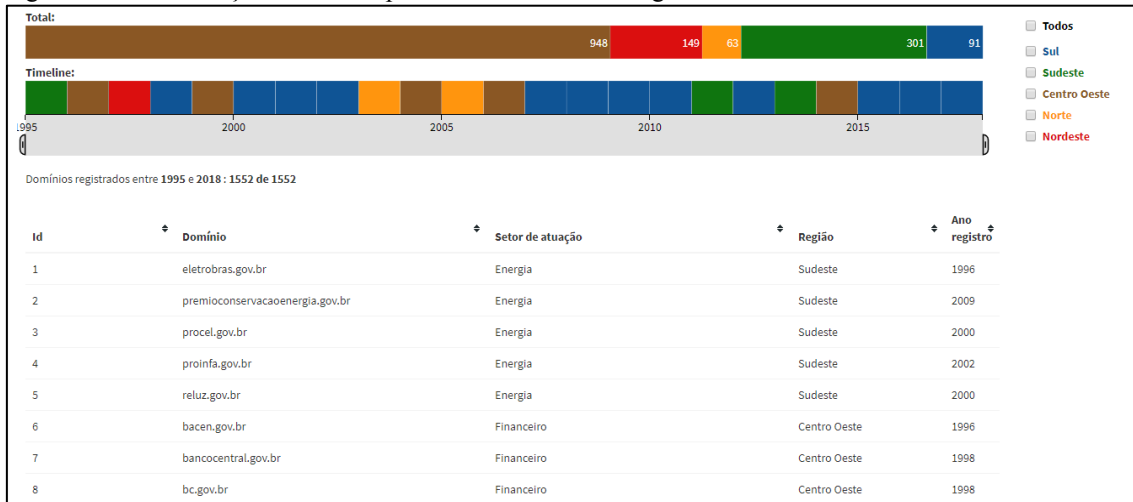 Total:
948 149 63 301 91
Timeline:
1995 2000 2005 2010 2015
Todos
Sul
Sudeste
Centro Oeste
Norte
Nordeste
Domínios registrados entre 1995 e 2018 : 1552 de 1552
Id Domínio Setor de atuação Região Ano registro
1 eletrobras.gov.br Energia Sudeste 1996
2 premioconservacaoenergia.gov.br Energia Sudeste 2009
3 procel.gov.br Energia Sudeste 2000
4 proinfa.gov.br Energia Sudeste 2002
5 reluz.gov.br Energia Sudeste 2000
6 bacen.gov.br Financeiro Centro Oeste 1996
7 bancocentral.gov.br Financeiro Centro Oeste 1998
8 bc.gov.br Financeiro Centro Oeste 1998